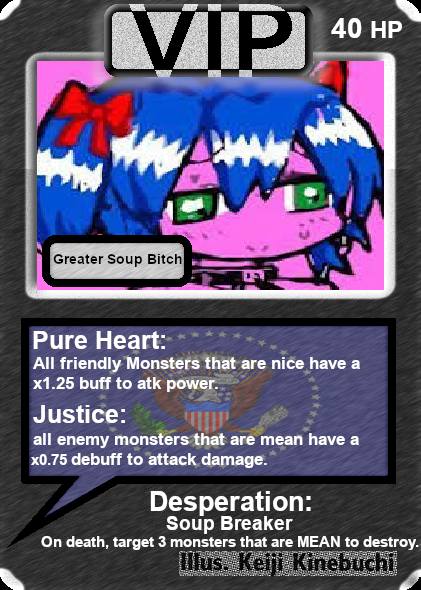 VIP
40 HP
Greater Soup Bitch
Pure Heart:
All friendly Monsters that are nice have a
x1.25 buff to atk power.
Justice:
all enemy monsters that are mean have a
x0.75 debuff to attack damage.
Desperation:
Soup Breaker
On death, target 3 monsters that are MEAN to destroy.
Illus. Keiji Kinebuchi